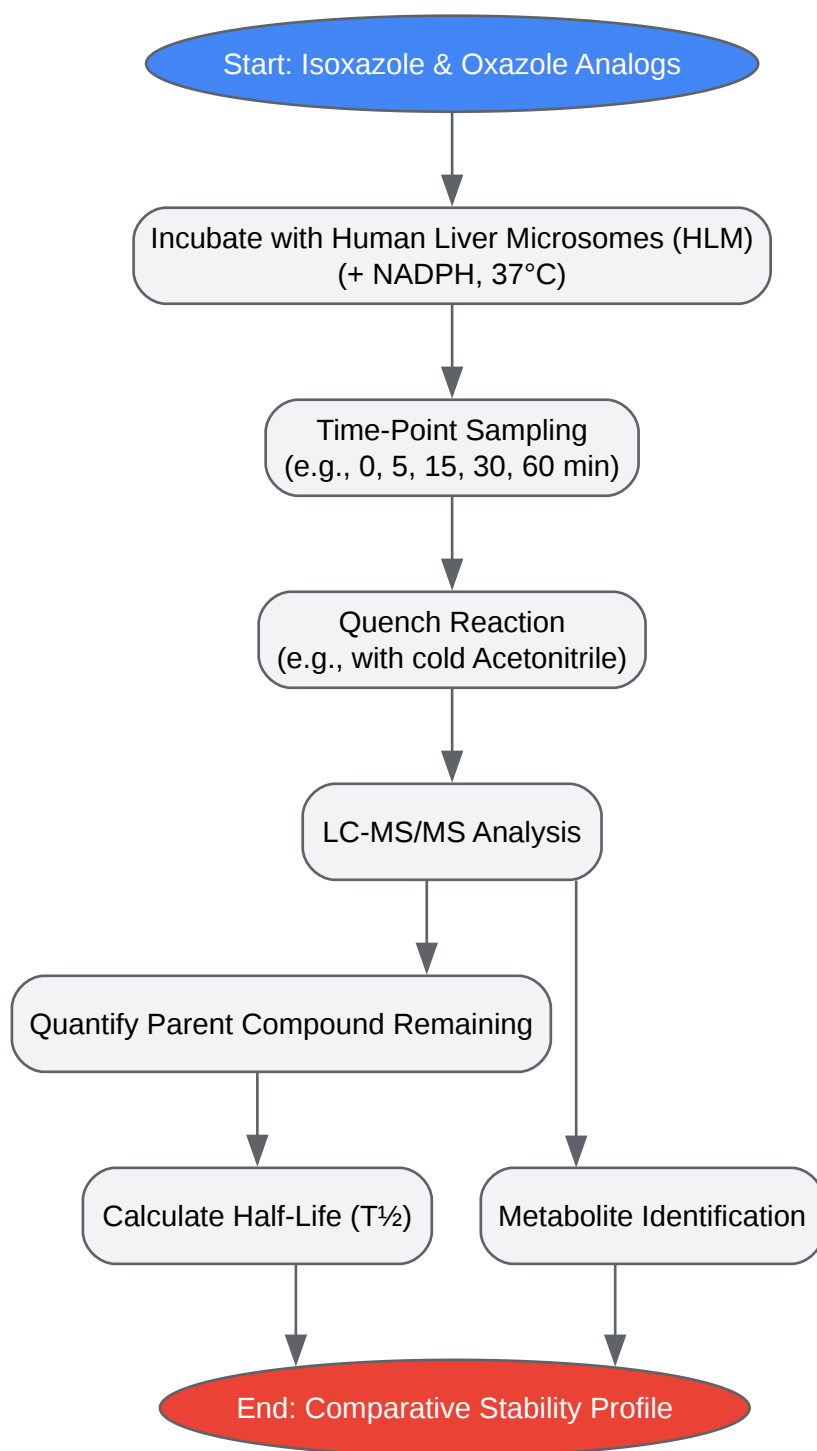 Start: Isoxazole & Oxazole Analogs
Incubate with Human Liver Microsomes (HLM)
(+ NADPH, 37°C)
Time-Point Sampling
(e.g., 0, 5, 15, 30, 60 min)
Quench Reaction
(e.g., with cold Acetonitrile)
LC-MS/MS Analysis
Quantify Parent Compound Remaining
Calculate Half-Life (T½)
Metabolite Identification
End: Comparative Stability Profile